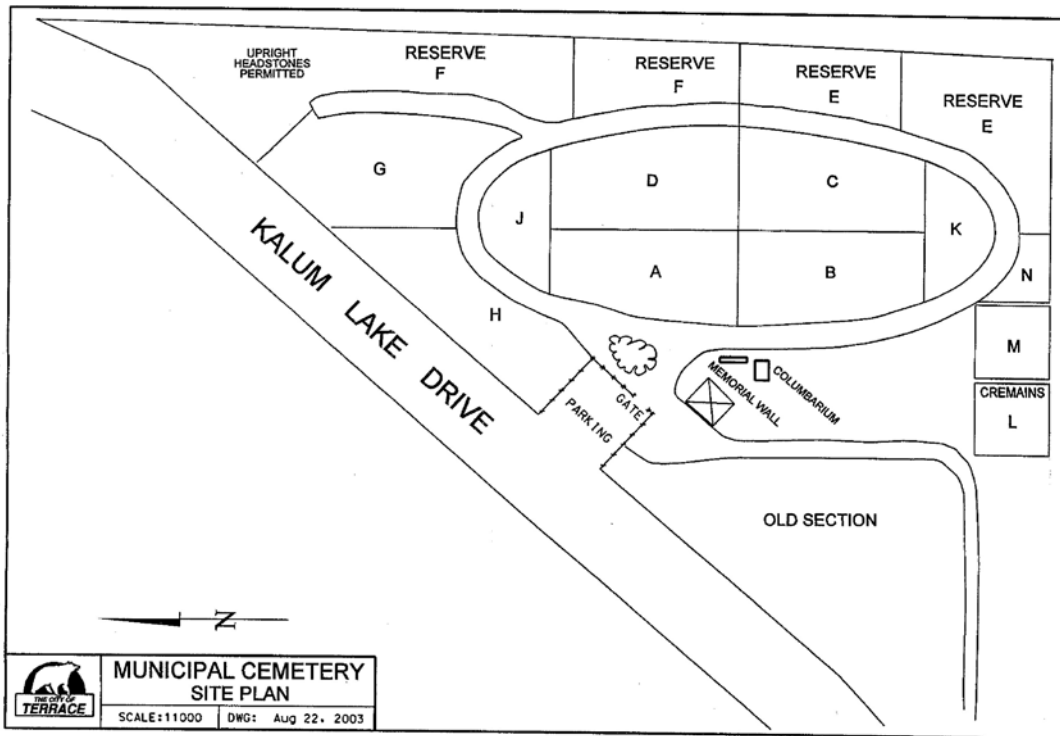 UPRIGHT
HEADSTONES
PERMITTED
RESERVE
F
RESERVE
F
RESERVE
E
RESERVE
E
G
D
C
J
K
A
B
N
H
M
KALUM LAKE DRIVE
PARKING
GATE
MEMORIAL WALL
COLUMBARIUM
CREMAINS
L
OLD SECTION
N
THE CITY OF
TERRACE
MUNICIPAL CEMETERY
SITE PLAN
SCALE:11000
DWG: Aug 22. 2003